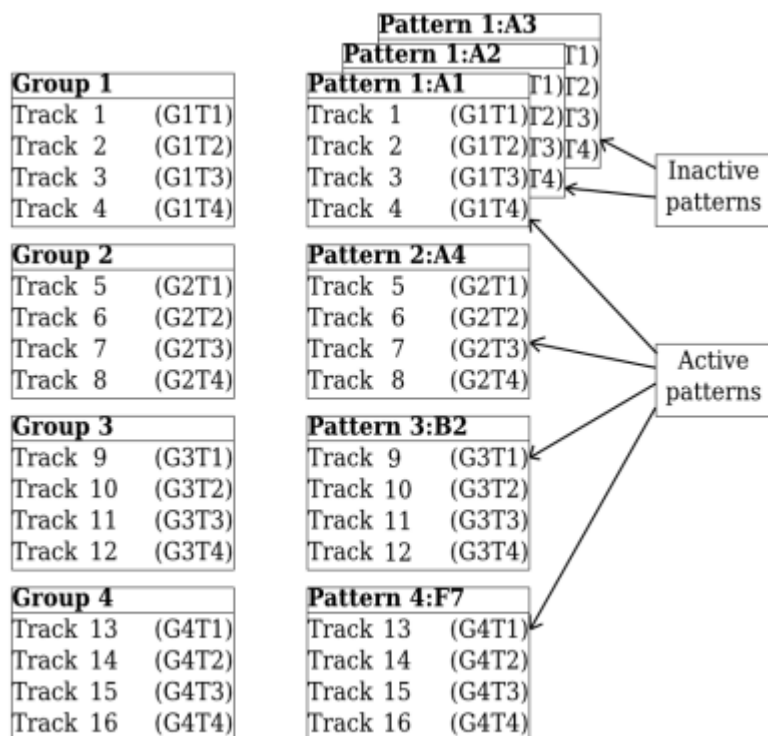 Pattern 1:A3
T1)
T2)
T3)
T4)
Pattern 1:A2
T1)
T2)
T3)
T4)
Group 1
Track 1 (G1T1)
Track 2 (G1T2)
Track 3 (G1T3)
Track 4 (G1T4)
Pattern 1:A1
Track 1 (G1T1)
Track 2 (G1T2)
Track 3 (G1T3)
Track 4 (G1T4)
Inactive
patterns
Group 2
Track 5 (G2T1)
Track 6 (G2T2)
Track 7 (G2T3)
Track 8 (G2T4)
Pattern 2:A4
Track 5 (G2T1)
Track 6 (G2T2)
Track 7 (G2T3)
Track 8 (G2T4)
Active
patterns
Group 3
Track 9 (G3T1)
Track 10 (G3T2)
Track 11 (G3T3)
Track 12 (G3T4)
Pattern 3:B2
Track 9 (G3T1)
Track 10 (G3T2)
Track 11 (G3T3)
Track 12 (G3T4)
Group 4
Track 13 (G4T1)
Track 14 (G4T2)
Track 15 (G4T3)
Track 16 (G4T4)
Pattern 4:F7
Track 13 (G4T1)
Track 14 (G4T2)
Track 15 (G4T3)
Track 16 (G4T4)